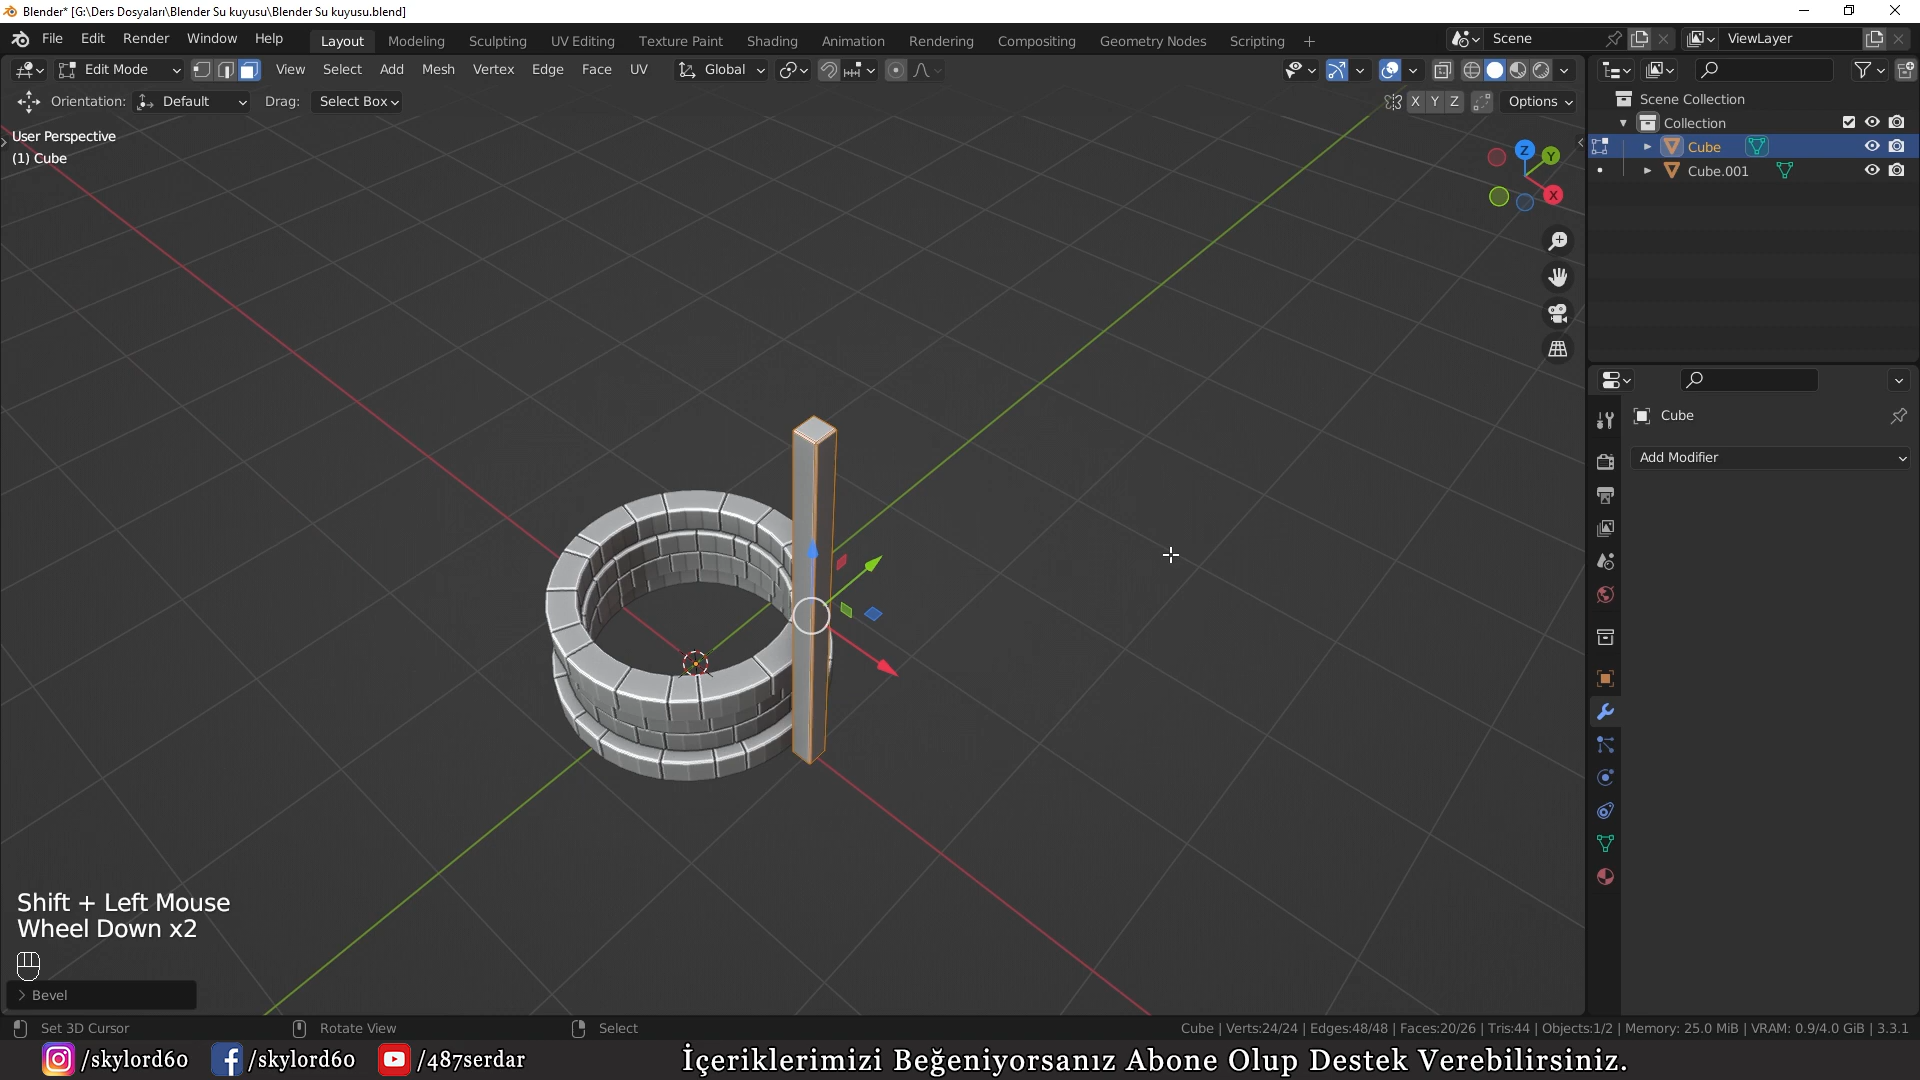 Blender* [G:\Ders Dosyaları\Blender Su kuyusu\Blender Su kuyusu.blend]
File Edit Render Window Help Layout Modeling Sculpting UV Editing Texture Paint Shading Animation Rendering Compositing Geometry Nodes Scripting + Scene ViewLayer
Edit Mode View Select Add Mesh Vertex Edge Face UV Global
Orientation: Default Drag: Select Box X Y Z Options
User Perspective
(1) Cube
Z Y X
Scene Collection
Collection
Cube
Cube.001
Cube
Add Modifier
Shift + Left Mouse
Wheel Down x2
Bevel
Set 3D Cursor Rotate View Select Cube | Verts:24/24 | Edges:48/48 | Faces:20/26 | Tris:44 | Objects:1/2 | Memory: 25.0 MiB | VRAM: 0.9/4.0 GiB | 3.3.1
/skylord60 /skylord60 /487serdar İçeriklerimizi Beğeniyorsanız Abone Olup Destek Verebilirsiniz.